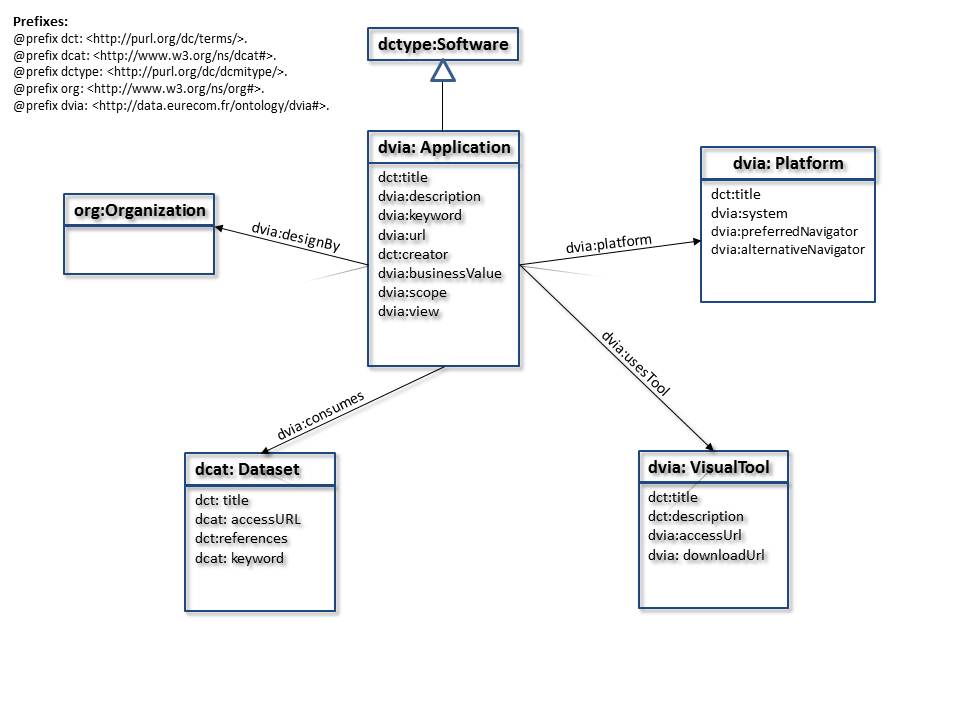 Prefixes:
@prefix dct: <http://purl.org/dc/terms/>.
@prefix dcat: <http://www.w3.org/ns/dcat#>.
@prefix dctype: <http://purl.org/dc/dcmitype/>.
@prefix org: <http://www.w3.org/ns/org#>.
@prefix dvia: <http://data.eurecom.fr/ontology/dvia#>.
dctype:Software
dvia: Application
dct:title
dvia:description
dvia:keyword
dvia:url
dct:creator
dvia:businessValue
dvia:scope
dvia:view
org:Organization
dvia:designBy
dvia:platform
dvia: Platform
dct:title
dvia:system
dvia:preferredNavigator
dvia:alternativeNavigator
dvia:usesTool
dvia:consumes
dcat: Dataset
dct: title
dcat: accessURL
dct:references
dcat: keyword
dvia: VisualTool
dct:title
dct:description
dvia:accessUrl
dvia: downloadUrl